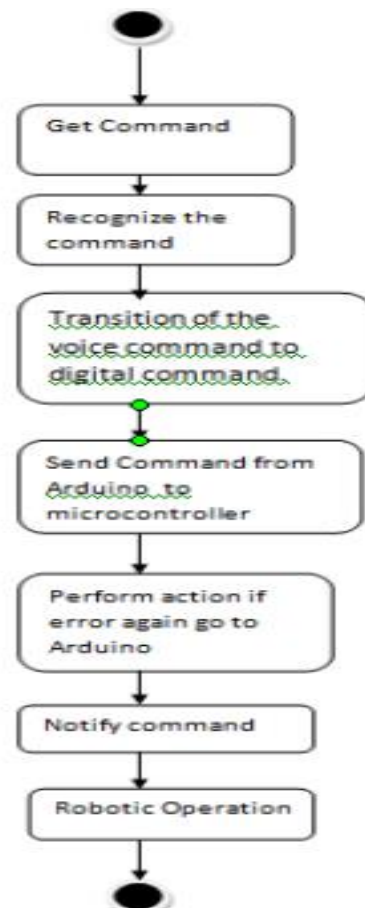 Get Command
Recognize the
command
Transition of the
voice command to
digital command.
Send Command from
Arduino to
microcontroller
Perform action if
error again go to
Arduino
Notify command
Robotic Operation